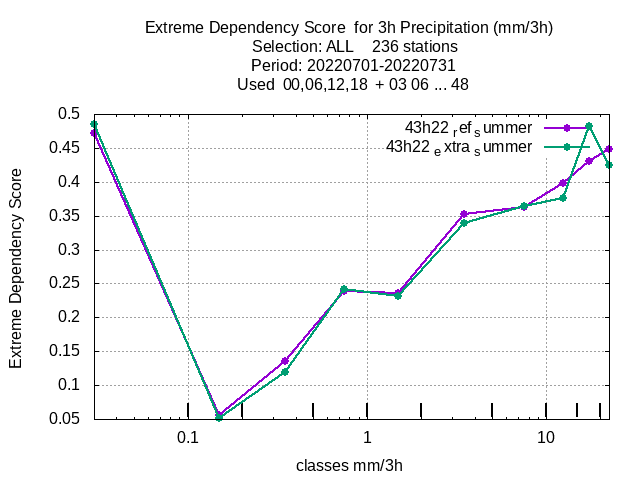 Extreme Dependency Score for 3h Precipitation (mm/3h)
Selection: ALL 236 stations
Period: 20220701-20220731
Used 00,06,12,18 + 03 06 ... 48
43h22 ref summer
43h22 extra summer
0.5
0.45
0.4
0.35
0.3
0.25
0.2
0.15
0.1
0.05
Extreme Dependency Score
0.1 1 10
classes mm/3h